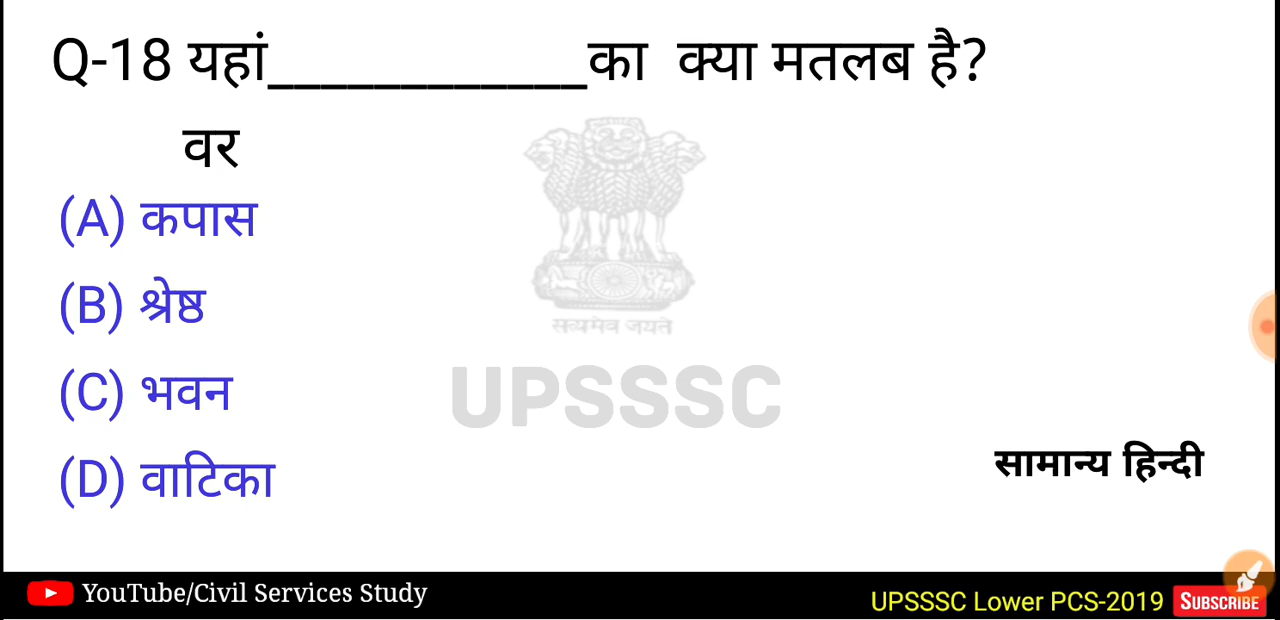 Q-18 यहां____________का क्या मतलब है?
वर
(A) कपास
(B) श्रेष्ठ
(C) भवन
(D) वाटिका
सत्यमेव जयते
UPSSSC
सामान्य हिन्दी
YouTube/Civil Services Study
UPSSSC Lower PCS-2019 SUBSCRIBE